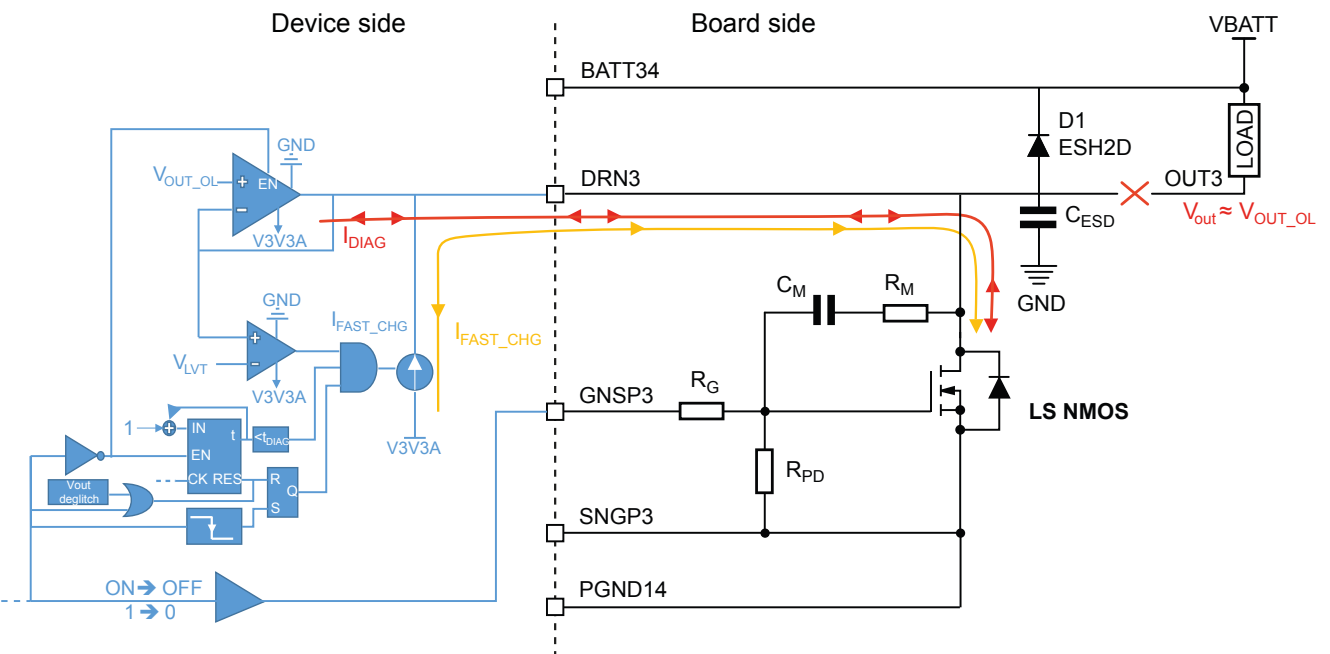 Device side
Board side
VBATT
BATT34
D1
ESH2D
LOAD
GND
V_OUT_OL
+
EN
-
V3V3A
DRN3
OUT3
V_out ≈ V_OUT_OL
I_DIAG
C_ESD
GND
C_M
R_M
GND
+
V_LVT
-
V3V3A
I_FAST_CHG
I_FAST_CHG
V3V3A
GNSP3
R_G
LS NMOS
1
+
IN
t
<t_DIAG
EN
CK
RES
R
Q
S
Vout
deglitch
R_PD
SNGP3
ON➔OFF
1➔0
PGND14